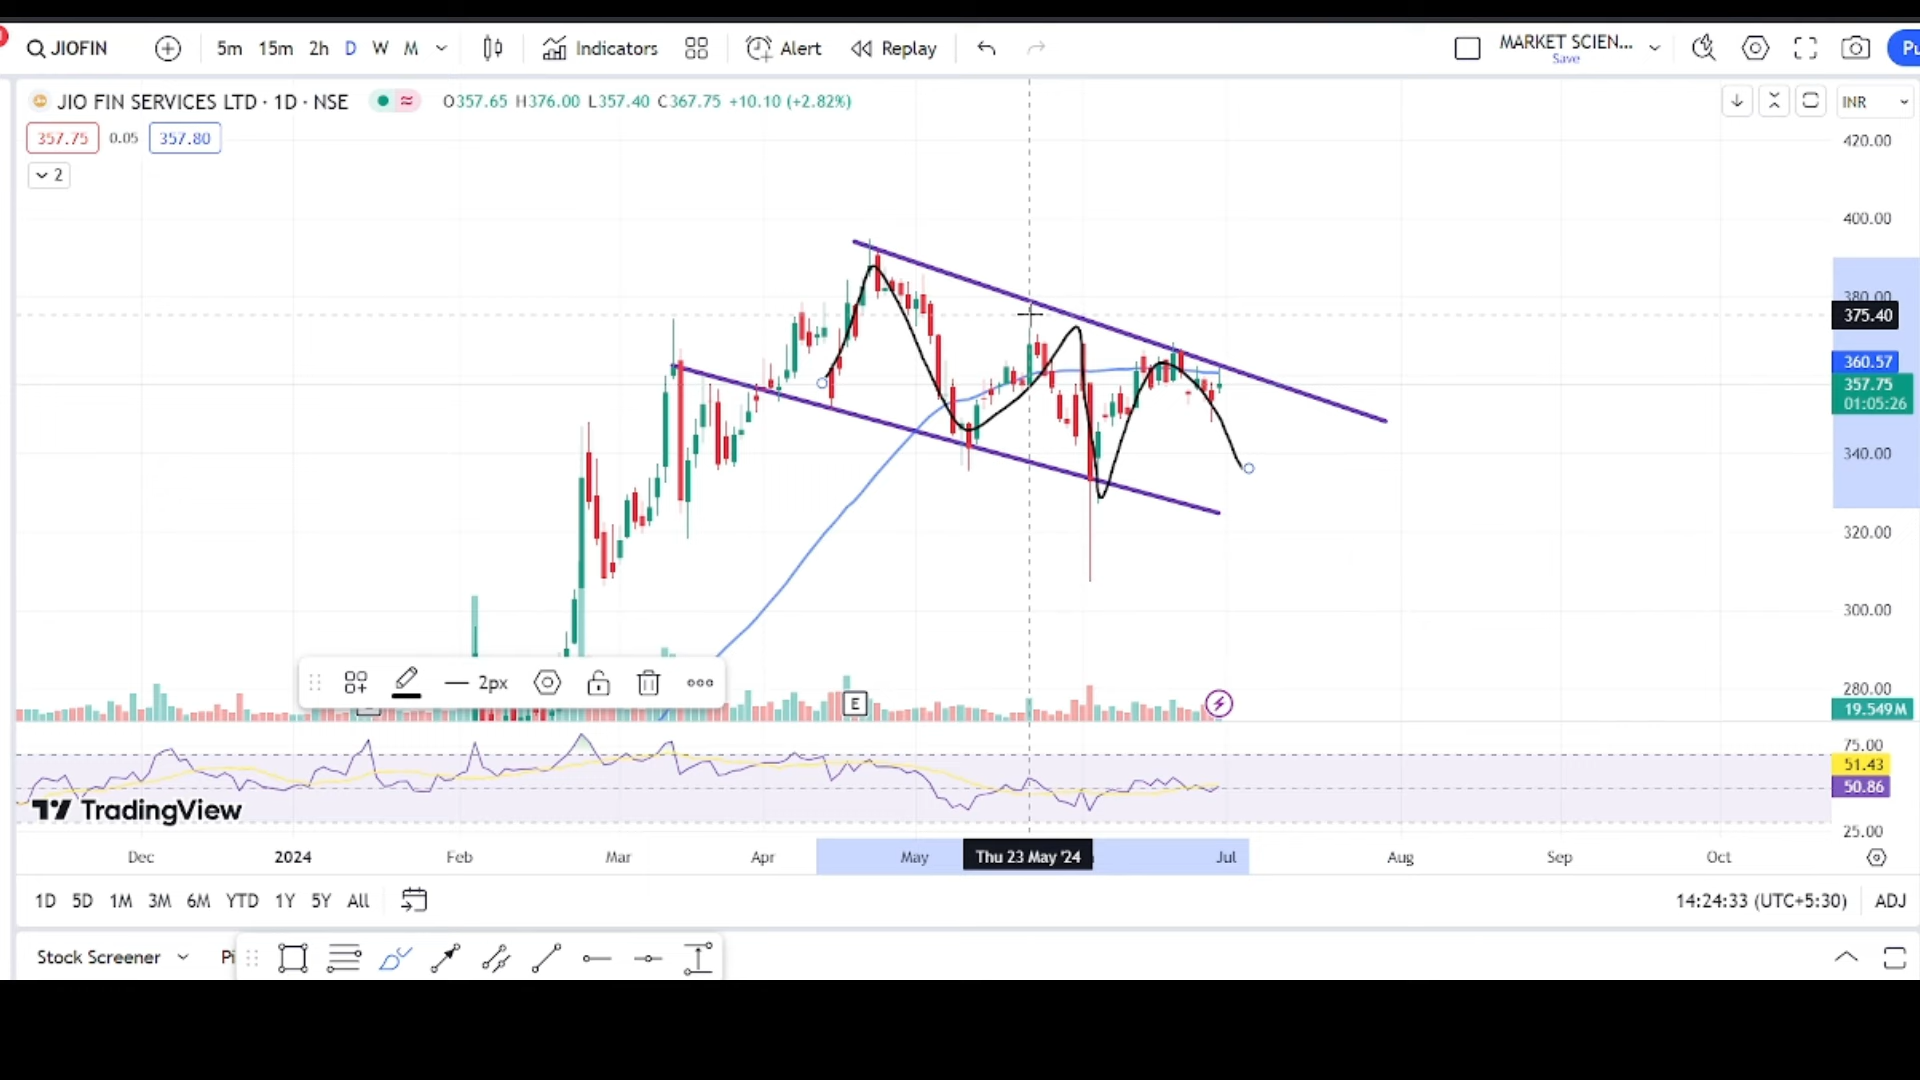 JIOFIN 5m 15m 2h D W M Indicators Alert Replay MARKET SCIEN... Pu
Save
JIO FIN SERVICES LTD · 1D · NSE O357.65 H376.00 L357.40 C367.75 +10.10 (+2.82%) INR
357.75 0.05 357.80
2
420.00
400.00
380.00
375.40
360.57
357.75
01:05:26
340.00
320.00
300.00
280.00
2px
E
19.549M
75.00
51.43
50.86
25.00
TradingView
Dec 2024 Feb Mar Apr May Thu 23 May '24 Jul Aug Sep Oct
1D 5D 1M 3M 6M YTD 1Y 5Y All 14:24:33 (UTC+5:30) ADJ
Stock Screener Pi